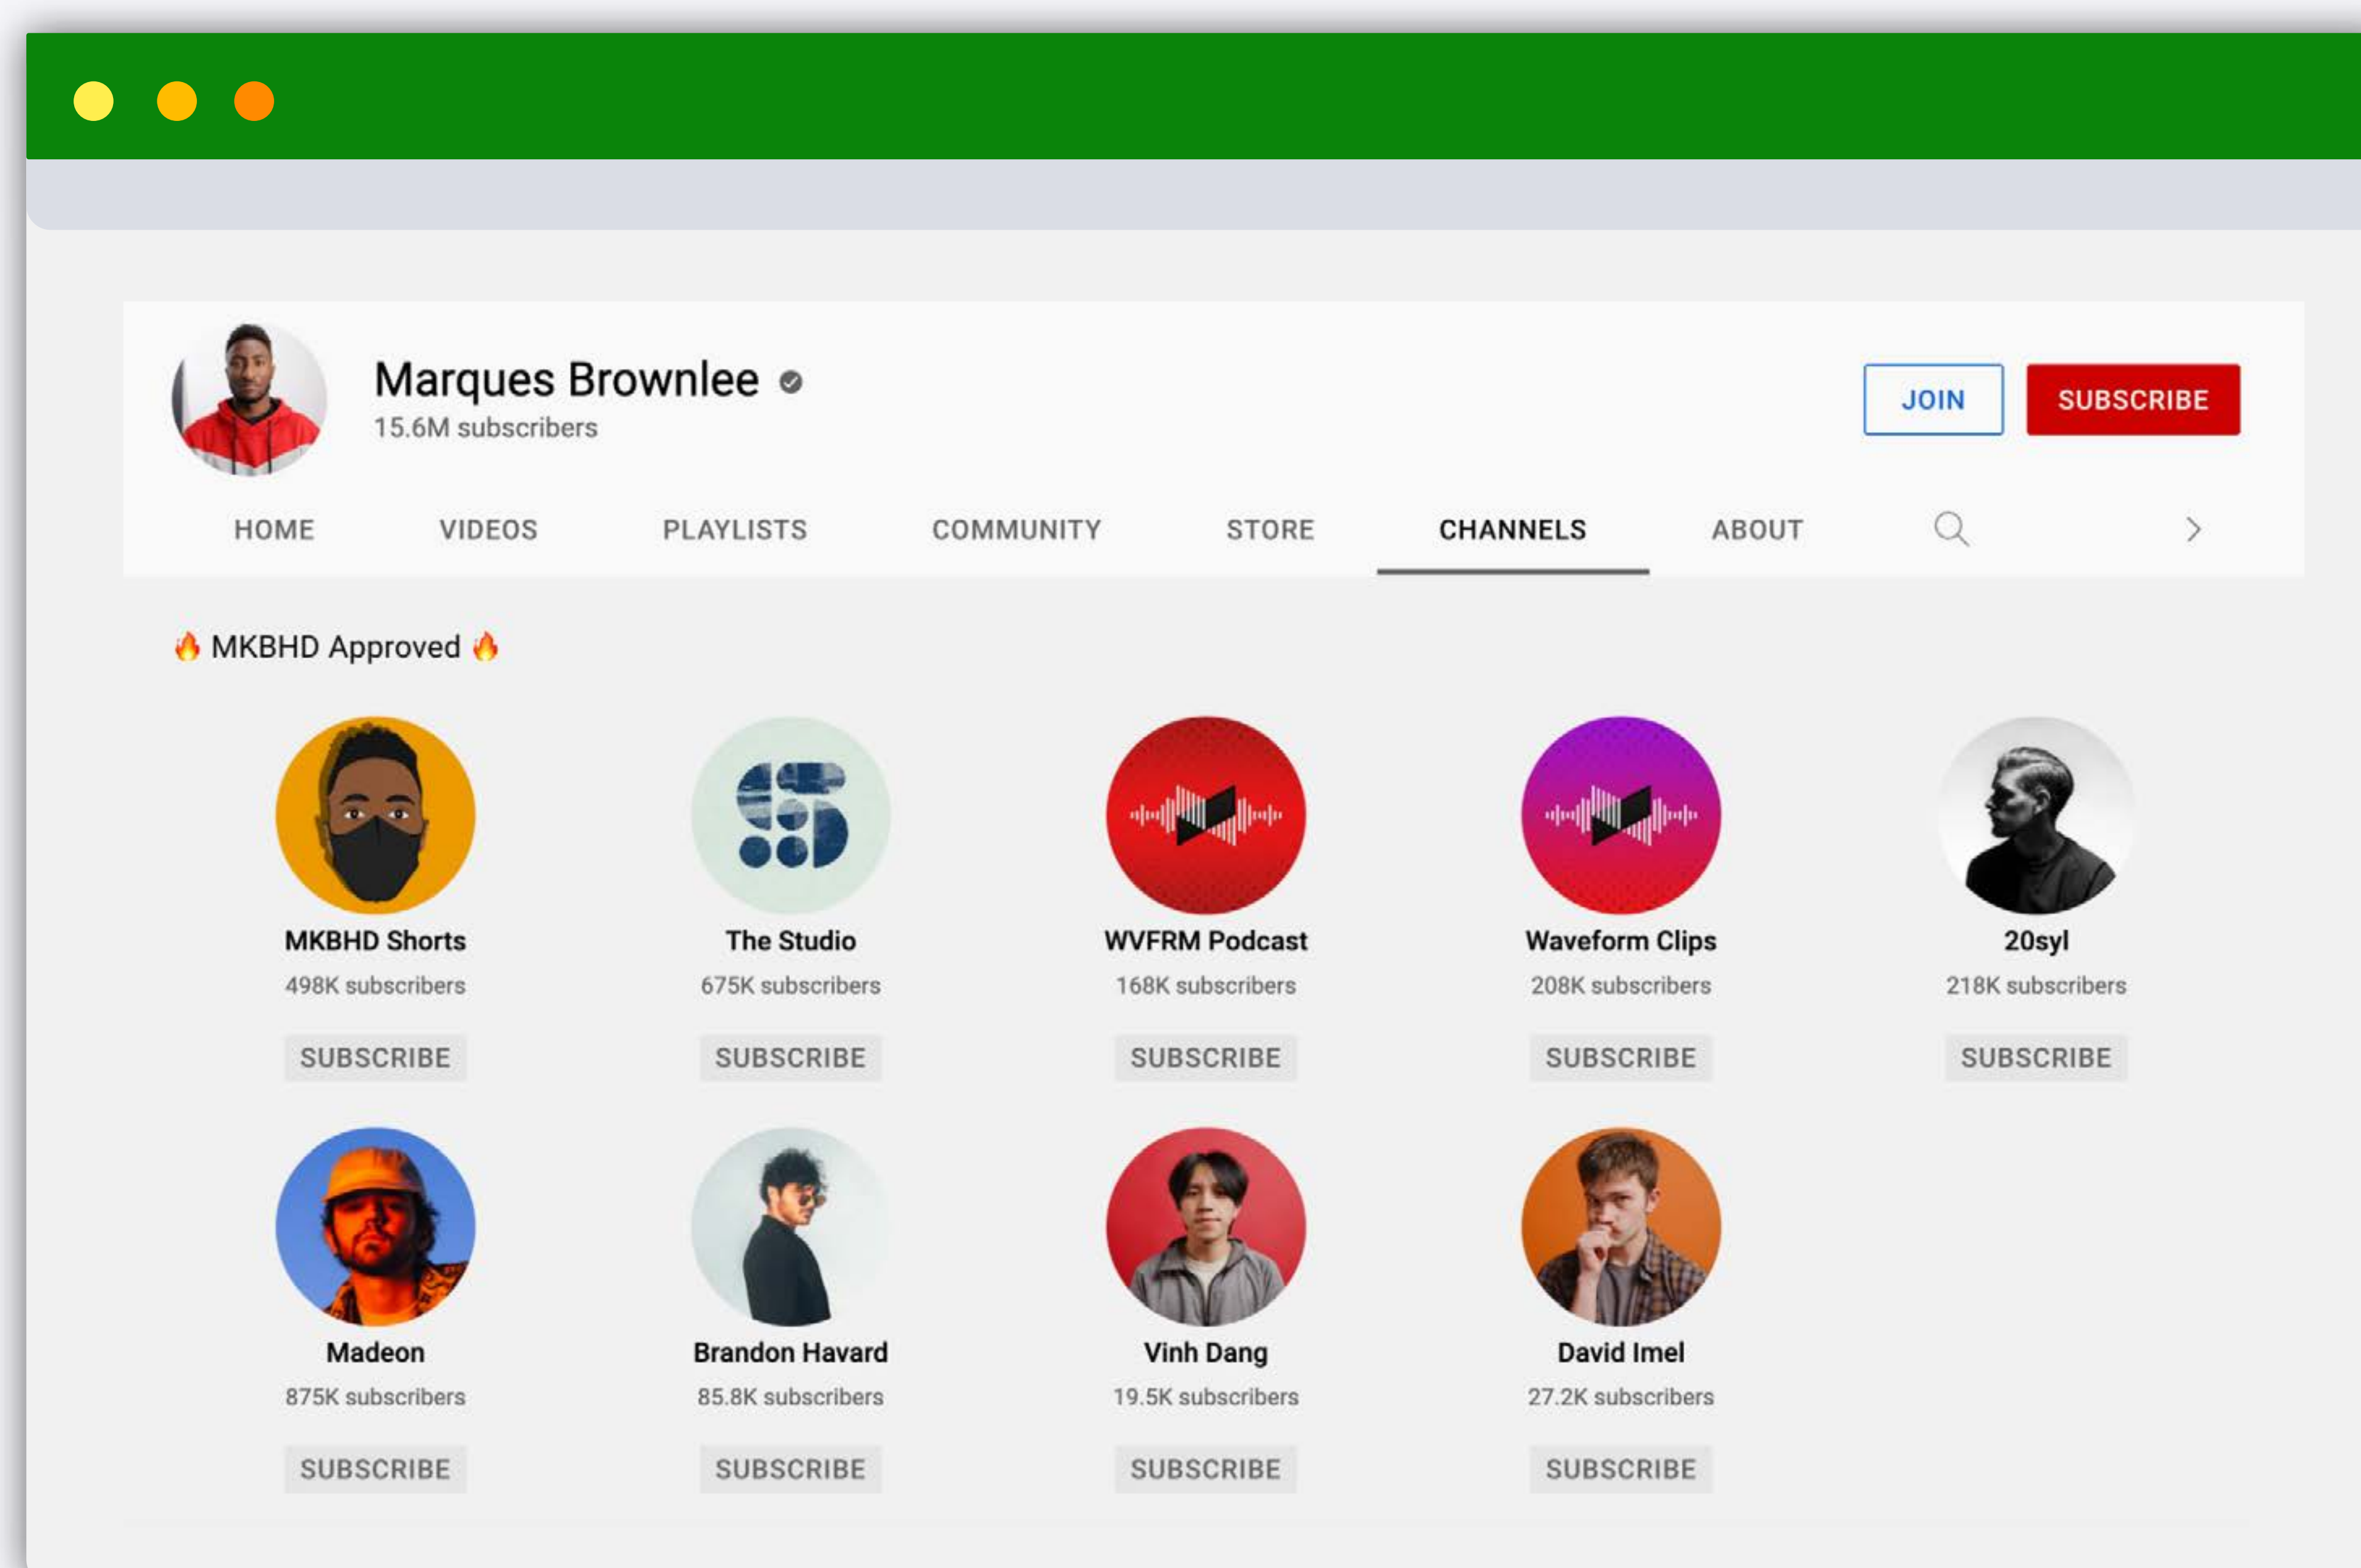 Marques Brownlee
15.6M subscribers
JOIN SUBSCRIBE
HOME VIDEOS PLAYLISTS COMMUNITY STORE CHANNELS ABOUT
🔥 MKBHD Approved 🔥
MKBHD Shorts The Studio WVFRM Podcast Waveform Clips 20syl
498K subscribers 675K subscribers 168K subscribers 208K subscribers 218K subscribers
SUBSCRIBE SUBSCRIBE SUBSCRIBE SUBSCRIBE SUBSCRIBE
Madeon Brandon Havard Vinh Dang David Imel
875K subscribers 85.8K subscribers 19.5K subscribers 27.2K subscribers
SUBSCRIBE SUBSCRIBE SUBSCRIBE SUBSCRIBE